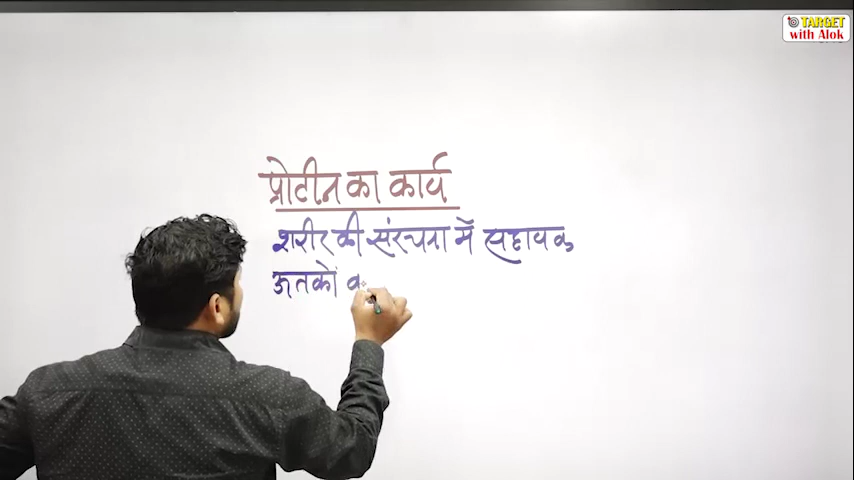 TARGET
with Alok
प्रोटीन का कार्य
शरीर की संरचना में सहायक
ऊतकों